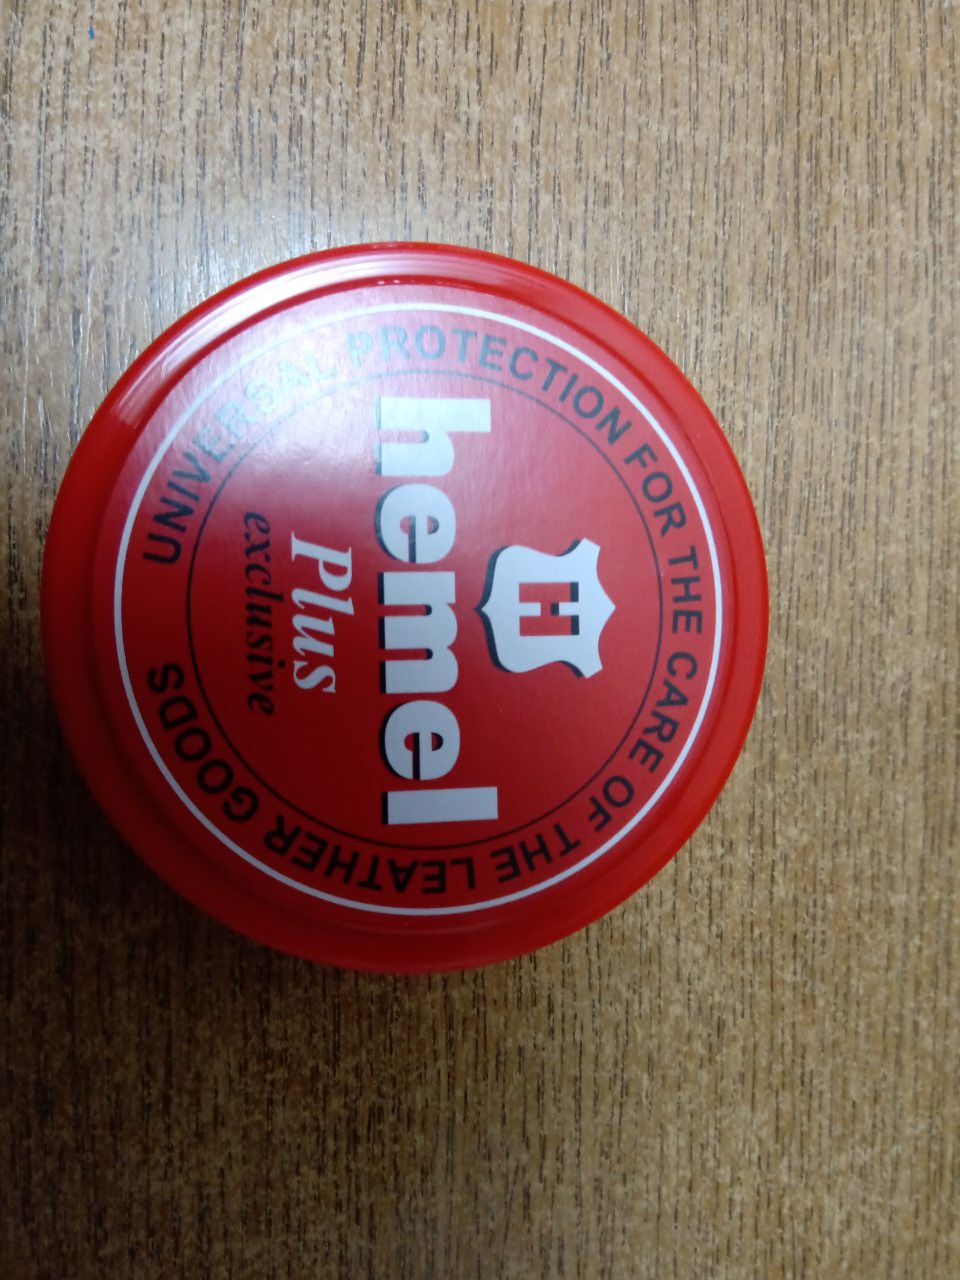 UNIVERSAL PROTECTION FOR THE CARE OF THE LEATHER GOODS
H
hemel
Plus
exclusive